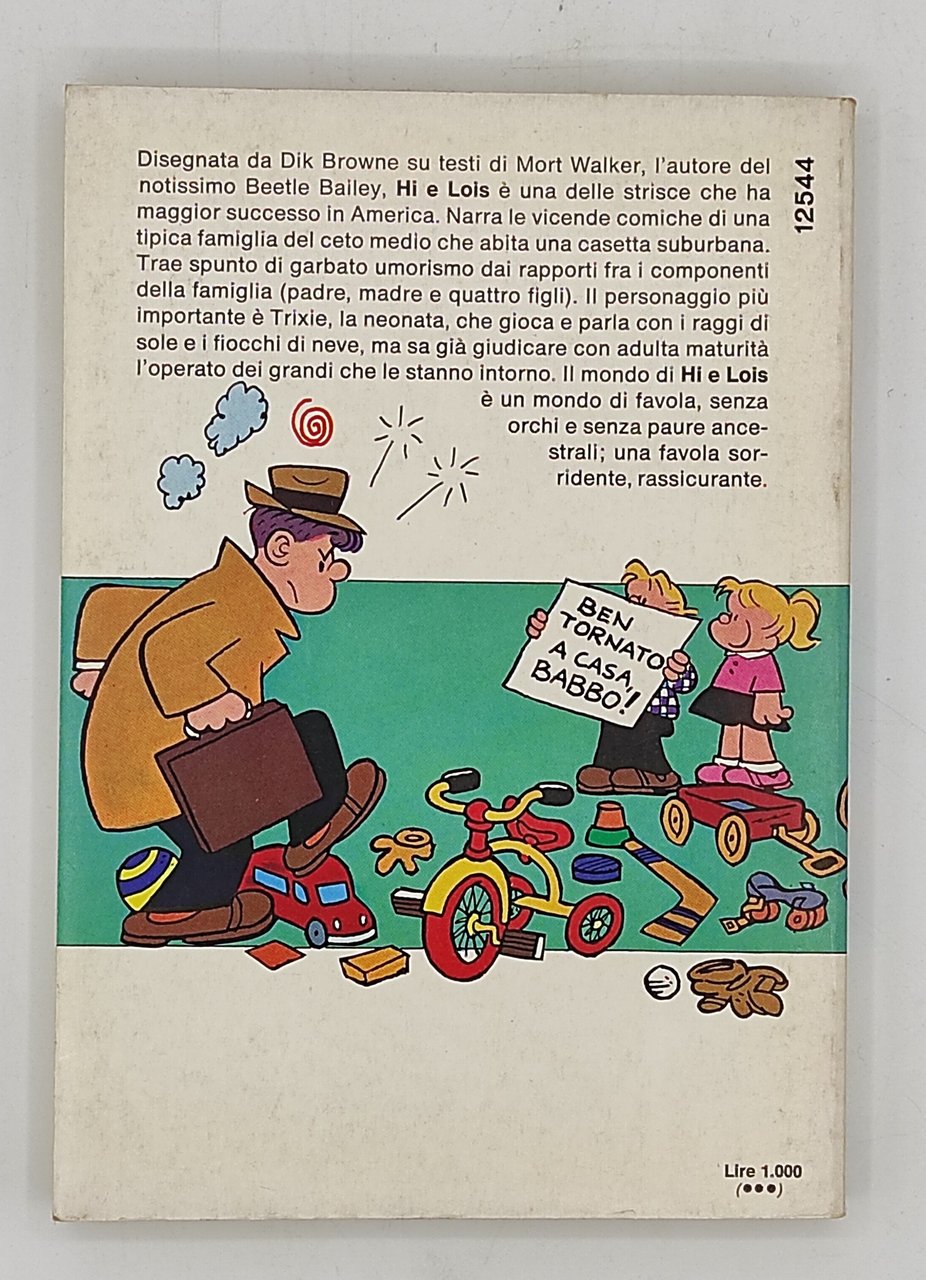 Disegnata da Dik Browne su testi di Mort Walker, l'autore del
notissimo Beetle Bailey, Hi e Lois è una delle strisce che ha
maggior successo in America. Narra le vicende comiche di una
tipica famiglia del ceto medio che abita una casetta suburbana.
Trae spunto di garbato umorismo dai rapporti fra i componenti
della famiglia (padre, madre e quattro figli). Il personaggio più
importante è Trixie, la neonata, che gioca e parla con i raggi di
sole e i fiocchi di neve, ma sa già giudicare con adulta maturità
l'operato dei grandi che le stanno intorno. Il mondo di Hi e Lois
è un mondo di favola, senza
orchi e senza paure ance-
strali; una favola sor-
ridente, rassicurante.
12544
BEN
TORNATO
A CASA,
BABBO!
Lire 1.000
(•••)